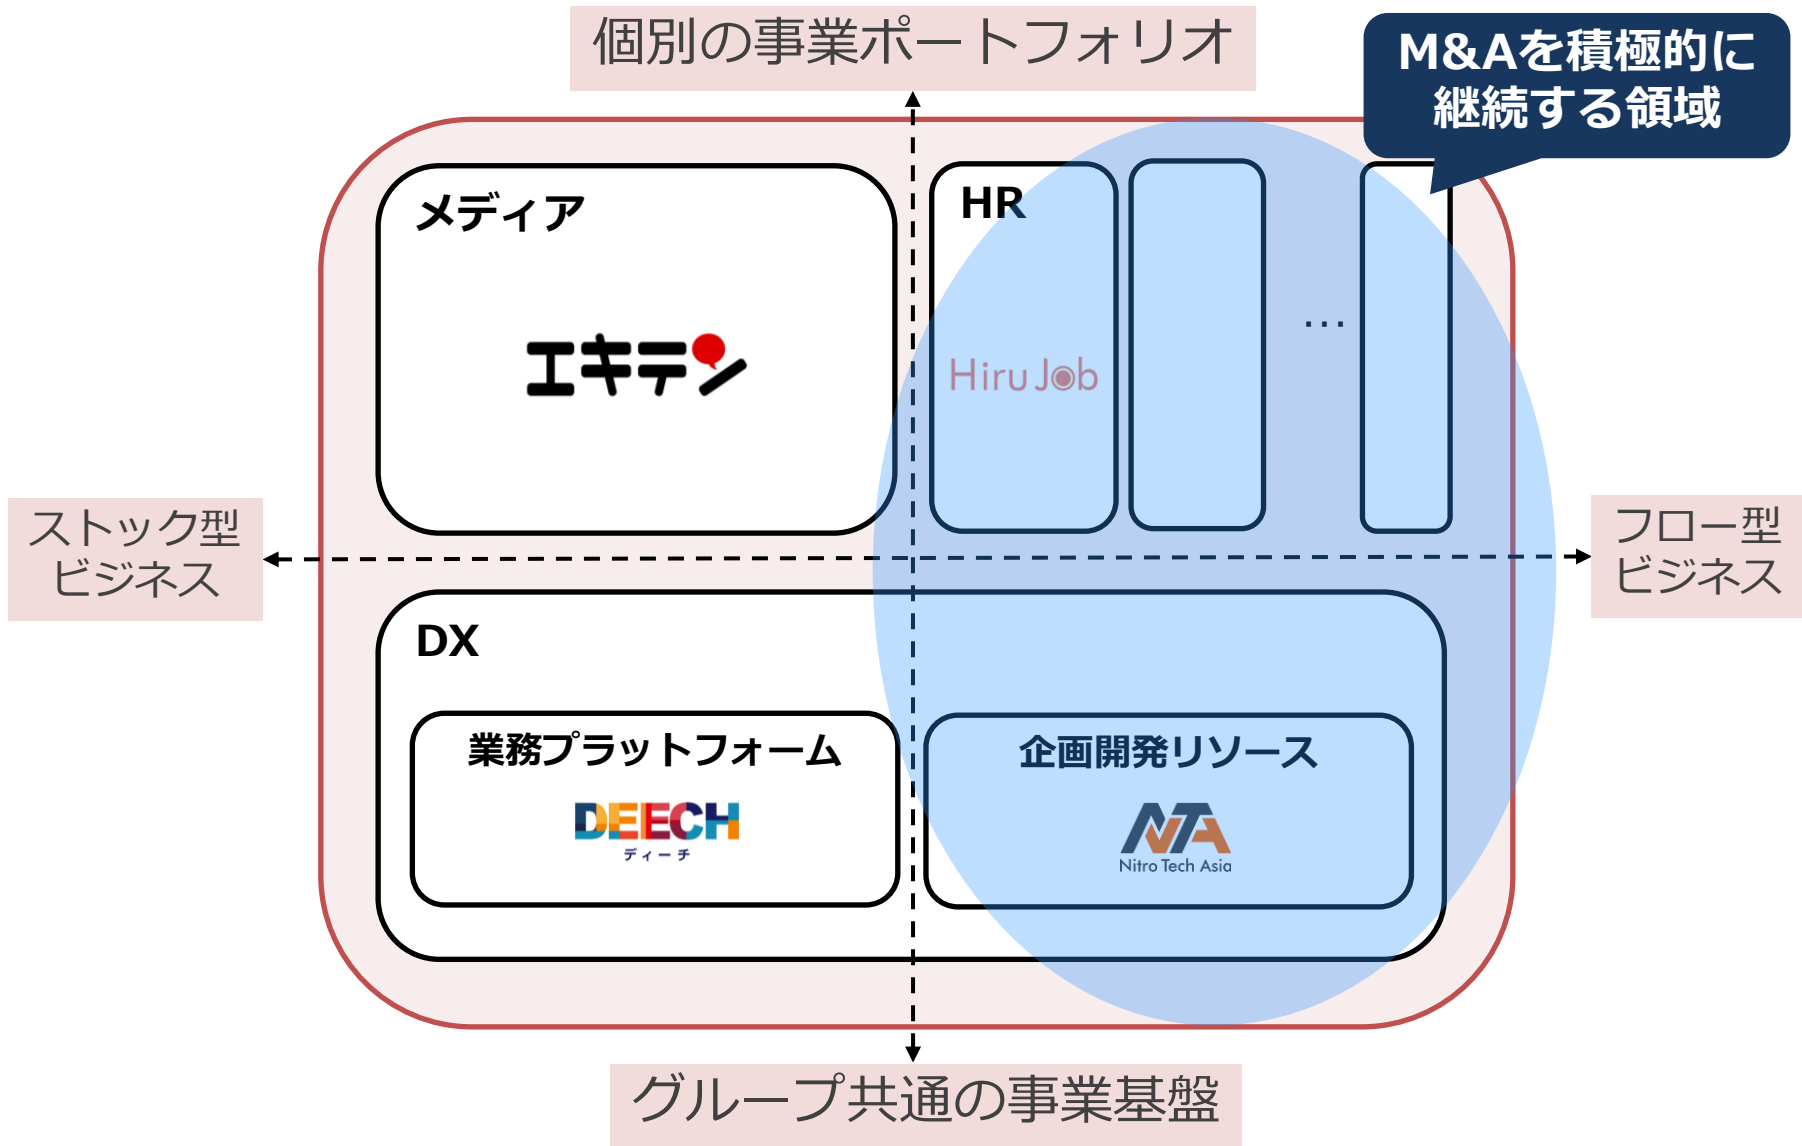 個別の事業ポートフォリオ
M&Aを積極的に
継続する領域
メディア
エキテン
HR
Hiru Job
…
ストック型
ビジネス
フロー型
ビジネス
DX
業務プラットフォーム
DEECH
ディーチ
企画開発リソース
NTA
Nitro Tech Asia
グループ共通の事業基盤